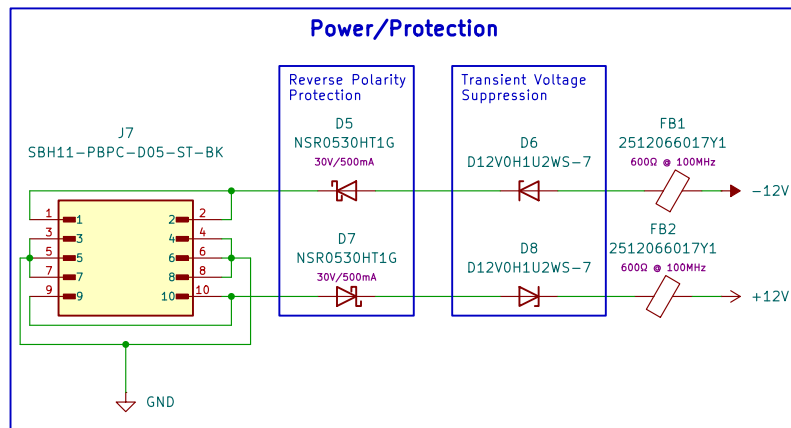 Power/Protection
Reverse Polarity
Protection
Transient Voltage
Suppression
J7
SBH11-PBPC-D05-ST-BK
D5
NSR0530HT1G
30V/500mA
D6
D12V0H1U2WS-7
FB1
2512066017Y1
600Ω @ 100MHz
-12V
1 1 2 2
3 3 4 4
5 5 6 6
7 7 8 8
9 9 10 10
D7
NSR0530HT1G
30V/500mA
D8
D12V0H1U2WS-7
FB2
2512066017Y1
600Ω @ 100MHz
+12V
GND